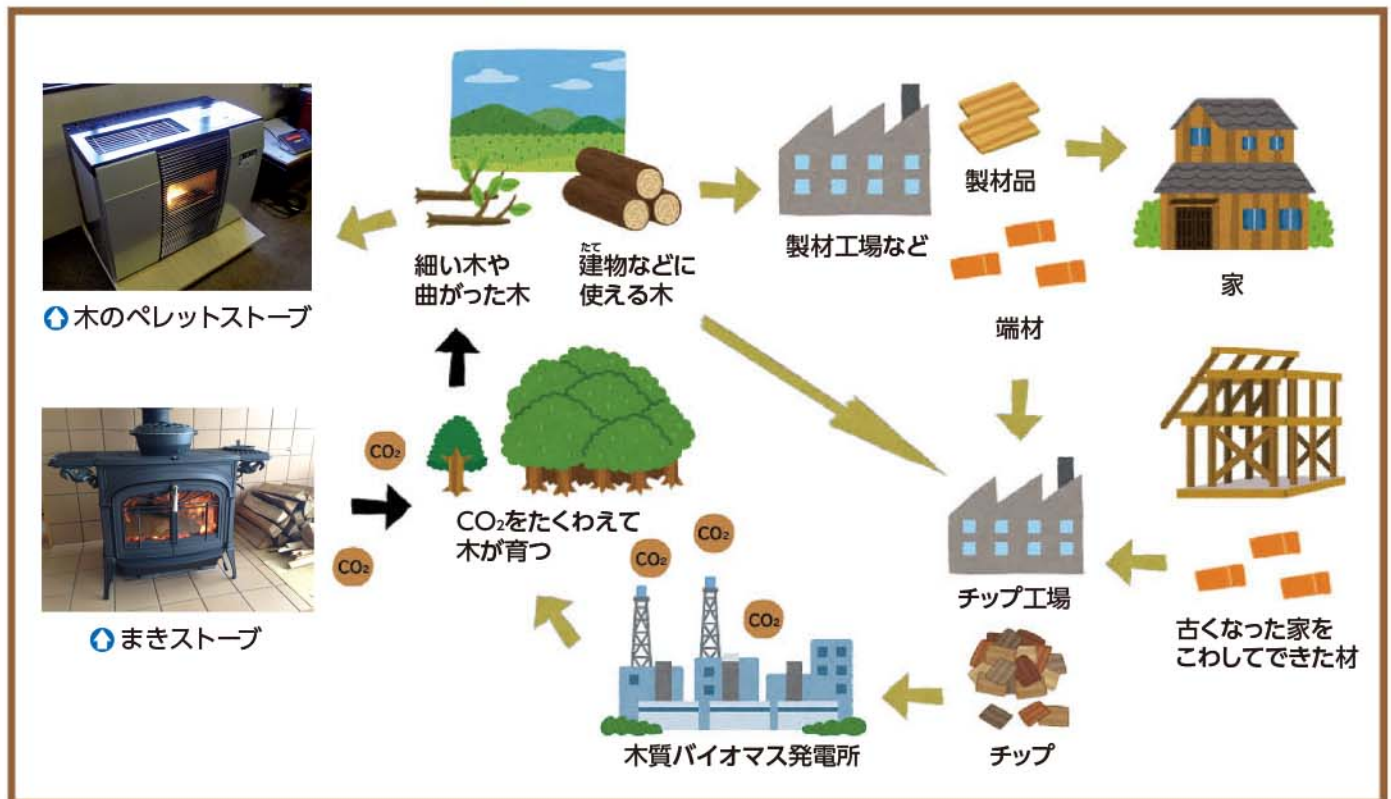 細い木や
曲がった木
たて
建物などに
使える木
製材工場など
製材品
家
端材
木のペレットストーブ
CO₂
CO₂
まきストーブ
CO₂をたくわえて
木が育つ
CO₂
CO₂
CO₂
チップ工場
古くなった家を
こわしてできた材
木質バイオマス発電所
チップ